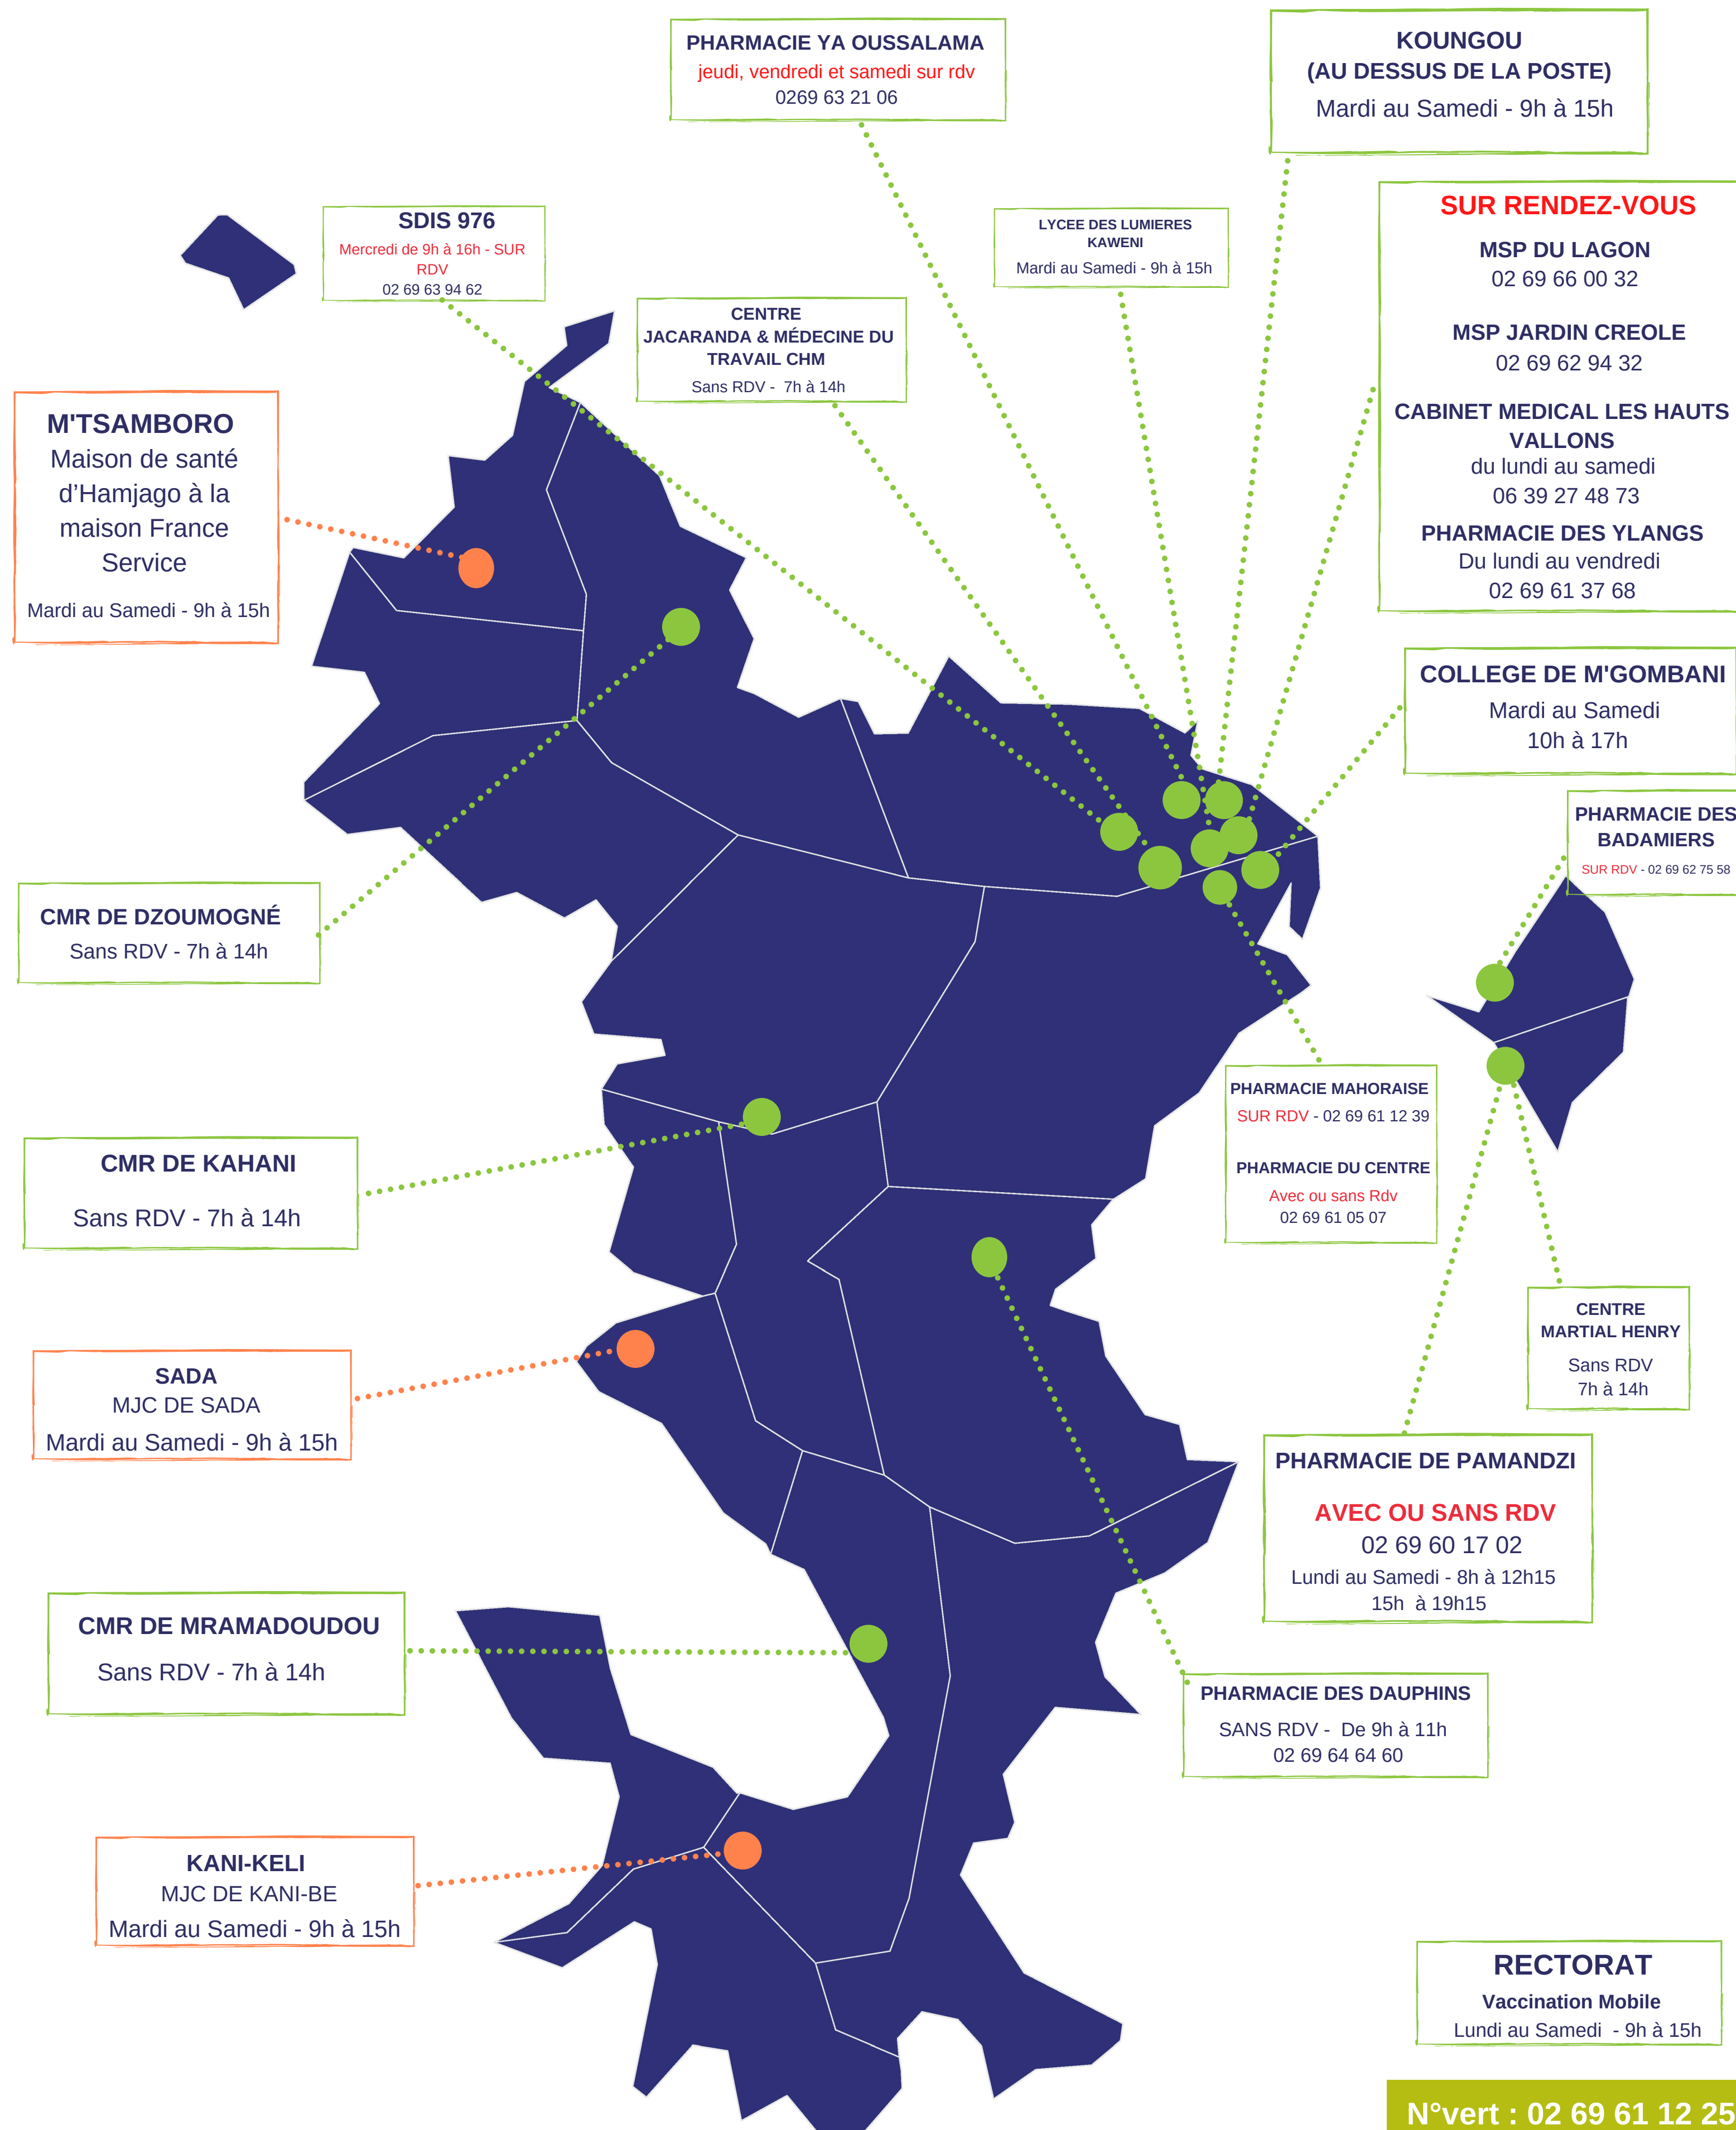 PHARMACIE YA OUSSALAMA
jeudi, vendredi et samedi sur rdv
0269 63 21 06
KOUNGOU
(AU DESSUS DE LA POSTE)
Mardi au Samedi - 9h à 15h
SDIS 976
Mercredi de 9h à 16h - SUR
RDV
02 69 63 94 62
LYCEE DES LUMIERES
KAWENI
Mardi au Samedi - 9h à 15h
SUR RENDEZ-VOUS
MSP DU LAGON
02 69 66 00 32
MSP JARDIN CREOLE
02 69 62 94 32
CABINET MEDICAL LES HAUTS
VALLONS
du lundi au samedi
06 39 27 48 73
PHARMACIE DES YLANGS
Du lundi au vendredi
02 69 61 37 68
CENTRE
JACARANDA & MÉDECINE DU
TRAVAIL CHM
Sans RDV - 7h à 14h
M'TSAMBORO
Maison de santé
d’Hamjago à la
maison France
Service
Mardi au Samedi - 9h à 15h
COLLEGE DE M'GOMBANI
Mardi au Samedi
10h à 17h
PHARMACIE DES
BADAMIERS
SUR RDV - 02 69 62 75 58
CMR DE DZOUMOGNÉ
Sans RDV - 7h à 14h
PHARMACIE MAHORAISE
SUR RDV - 02 69 61 12 39
PHARMACIE DU CENTRE
Avec ou sans Rdv
02 69 61 05 07
CMR DE KAHANI
Sans RDV - 7h à 14h
CENTRE
MARTIAL HENRY
Sans RDV
7h à 14h
SADA
MJC DE SADA
Mardi au Samedi - 9h à 15h
PHARMACIE DE PAMANDZI
AVEC OU SANS RDV
02 69 60 17 02
Lundi au Samedi - 8h à 12h15
15h à 19h15
CMR DE MRAMADOUDOU
Sans RDV - 7h à 14h
PHARMACIE DES DAUPHINS
SANS RDV - De 9h à 11h
02 69 64 64 60
KANI-KELI
MJC DE KANI-BE
Mardi au Samedi - 9h à 15h
RECTORAT
Vaccination Mobile
Lundi au Samedi - 9h à 15h
N°vert : 02 69 61 12 25